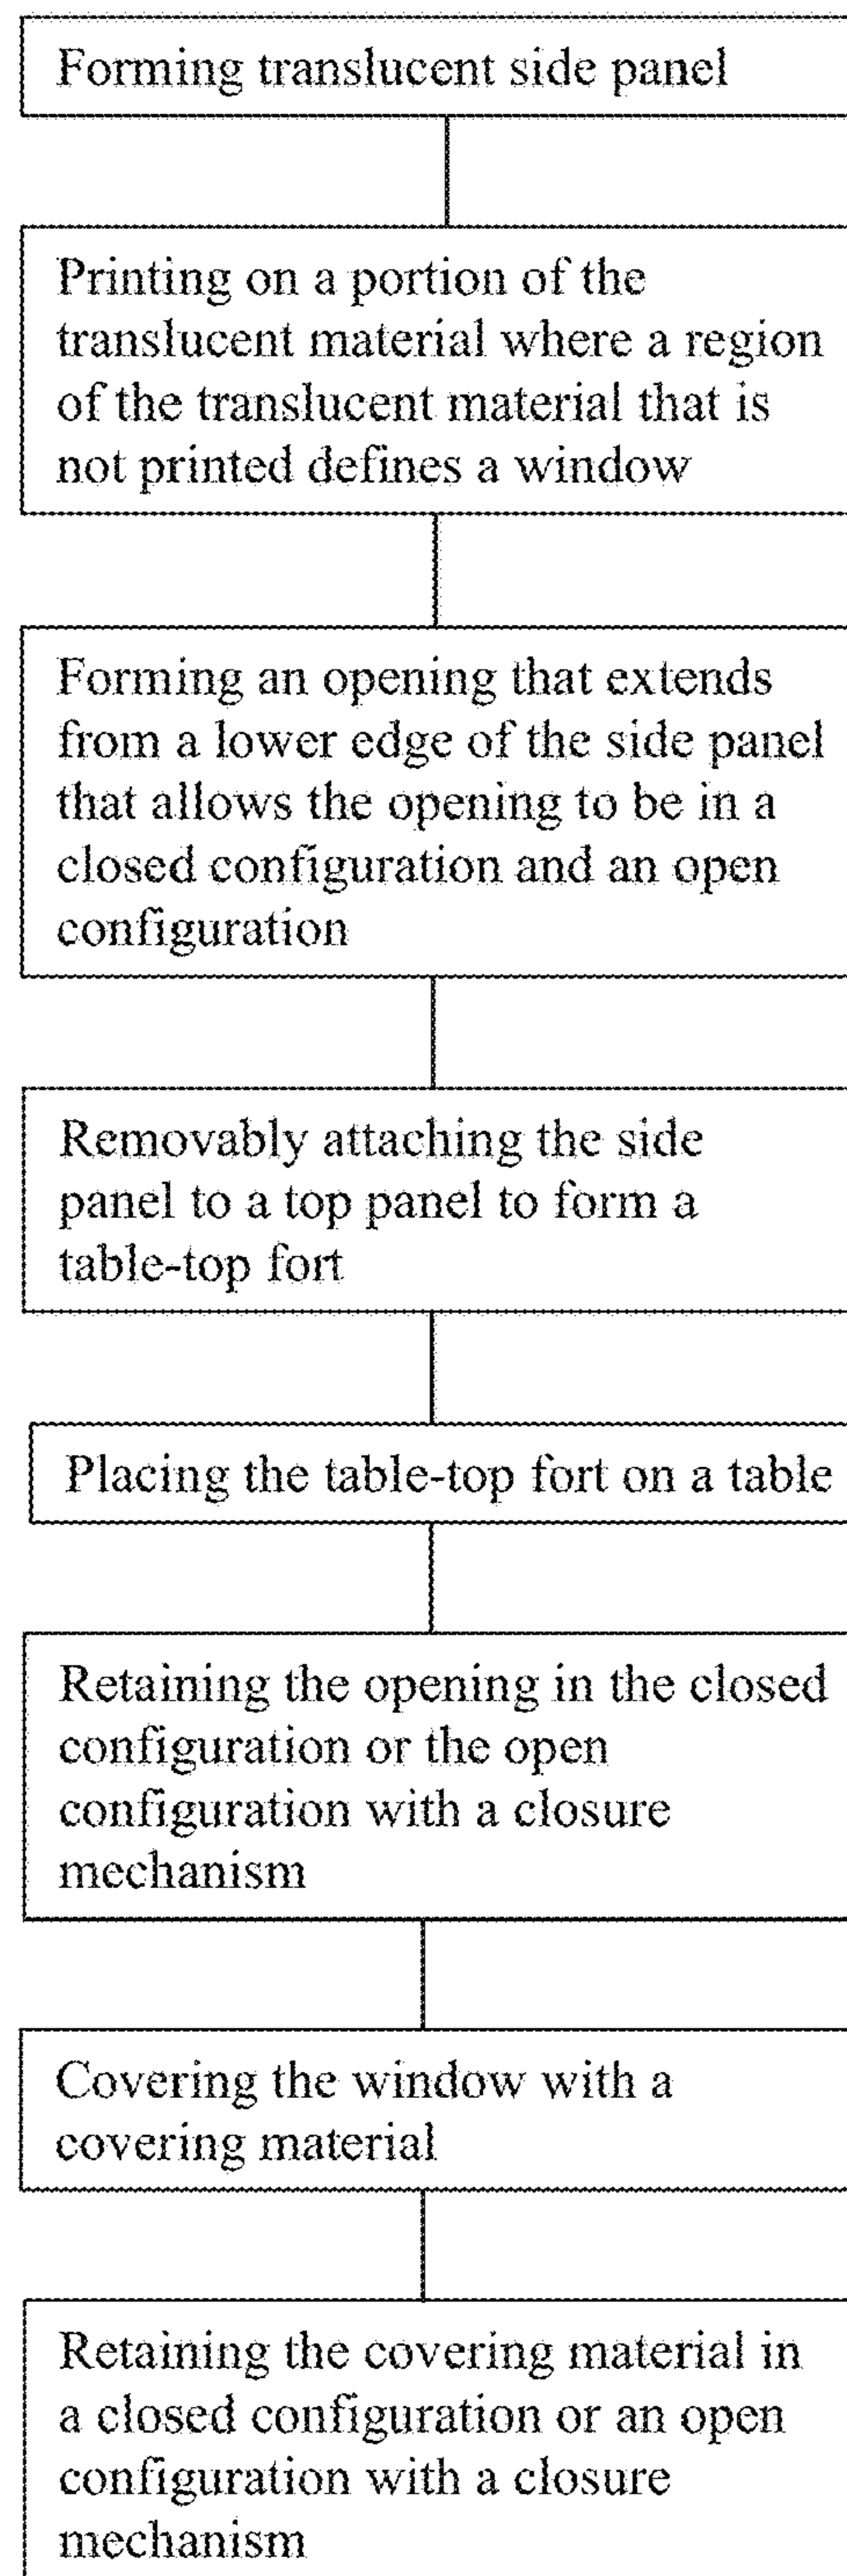 Forming translucent side panel
Printing on a portion of the
translucent material where a region
of the translucent material that is
not printed defines a window
Forming an opening that extends
from a lower edge of the side panel
that allows the opening to be in a
closed configuration and an open
configuration
Removably attaching the side
panel to a top panel to form a
table-top fort
Placing the table-top fort on a table
Retaining the opening in the closed
configuration or the open
configuration with a closure
mechanism
Covering the window with a
covering material
Retaining the covering material in
a closed configuration or an open
configuration with a closure
mechanism